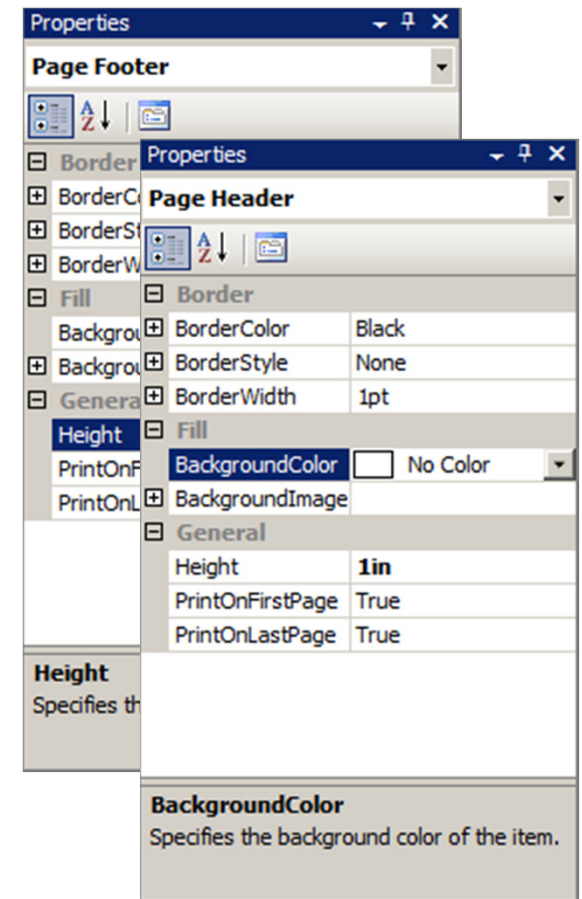 Properties
Page Footer
Border
BorderC
BorderSt
BorderW
Fill
Backgrou
Backgrou
Genera
Height
PrintOnF
PrintOnL
Height
Specifies th
Properties
Page Header
Border
BorderColor Black
BorderStyle None
BorderWidth 1pt
Fill
BackgroundColor No Color
BackgroundImage
General
Height 1in
PrintOnFirstPage True
PrintOnLastPage True
BackgroundColor
Specifies the background color of the item.